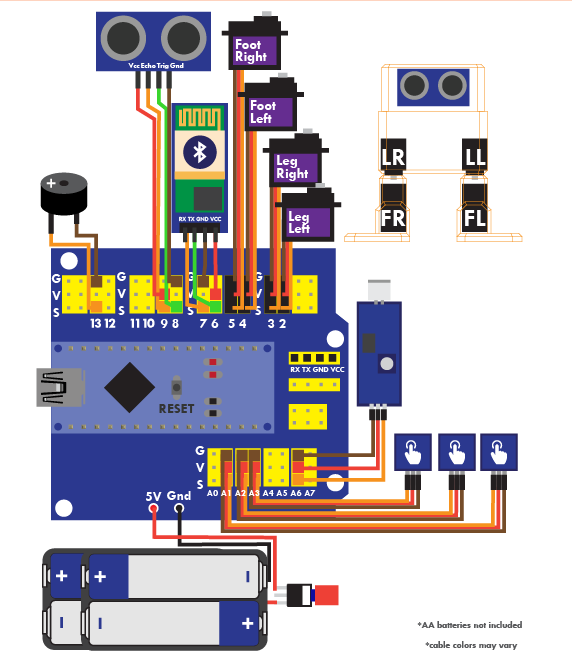 Vcc Echo Trig Gnd
Foot
Right
Foot
Left
Leg
Right
Leg
Left
RX TX GND VCC
+
LR
LL
FR
FL
G
V
S
G
V
S
G
V
S
G
V
S
13 12
11 10
9 8
7 6
5 4
3 2
RX TX GND VCC
RESET
G
V
S
A0 A1 A2 A3 A4 A5 A6 A7
5V Gnd
+
+
I
I
I
+
*AA batteries not included
*cable colors may vary